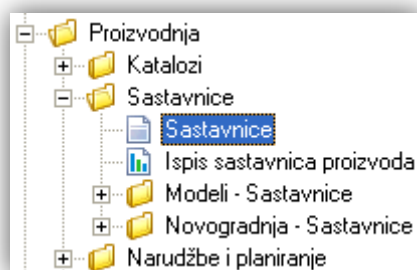 Proizvodnja
Katalozi
Sastavnice
Sastavnice
Ispis sastavnica proizvoda
Modeli - Sastavnice
Novogradnja - Sastavnice
Narudžbe i planiranje